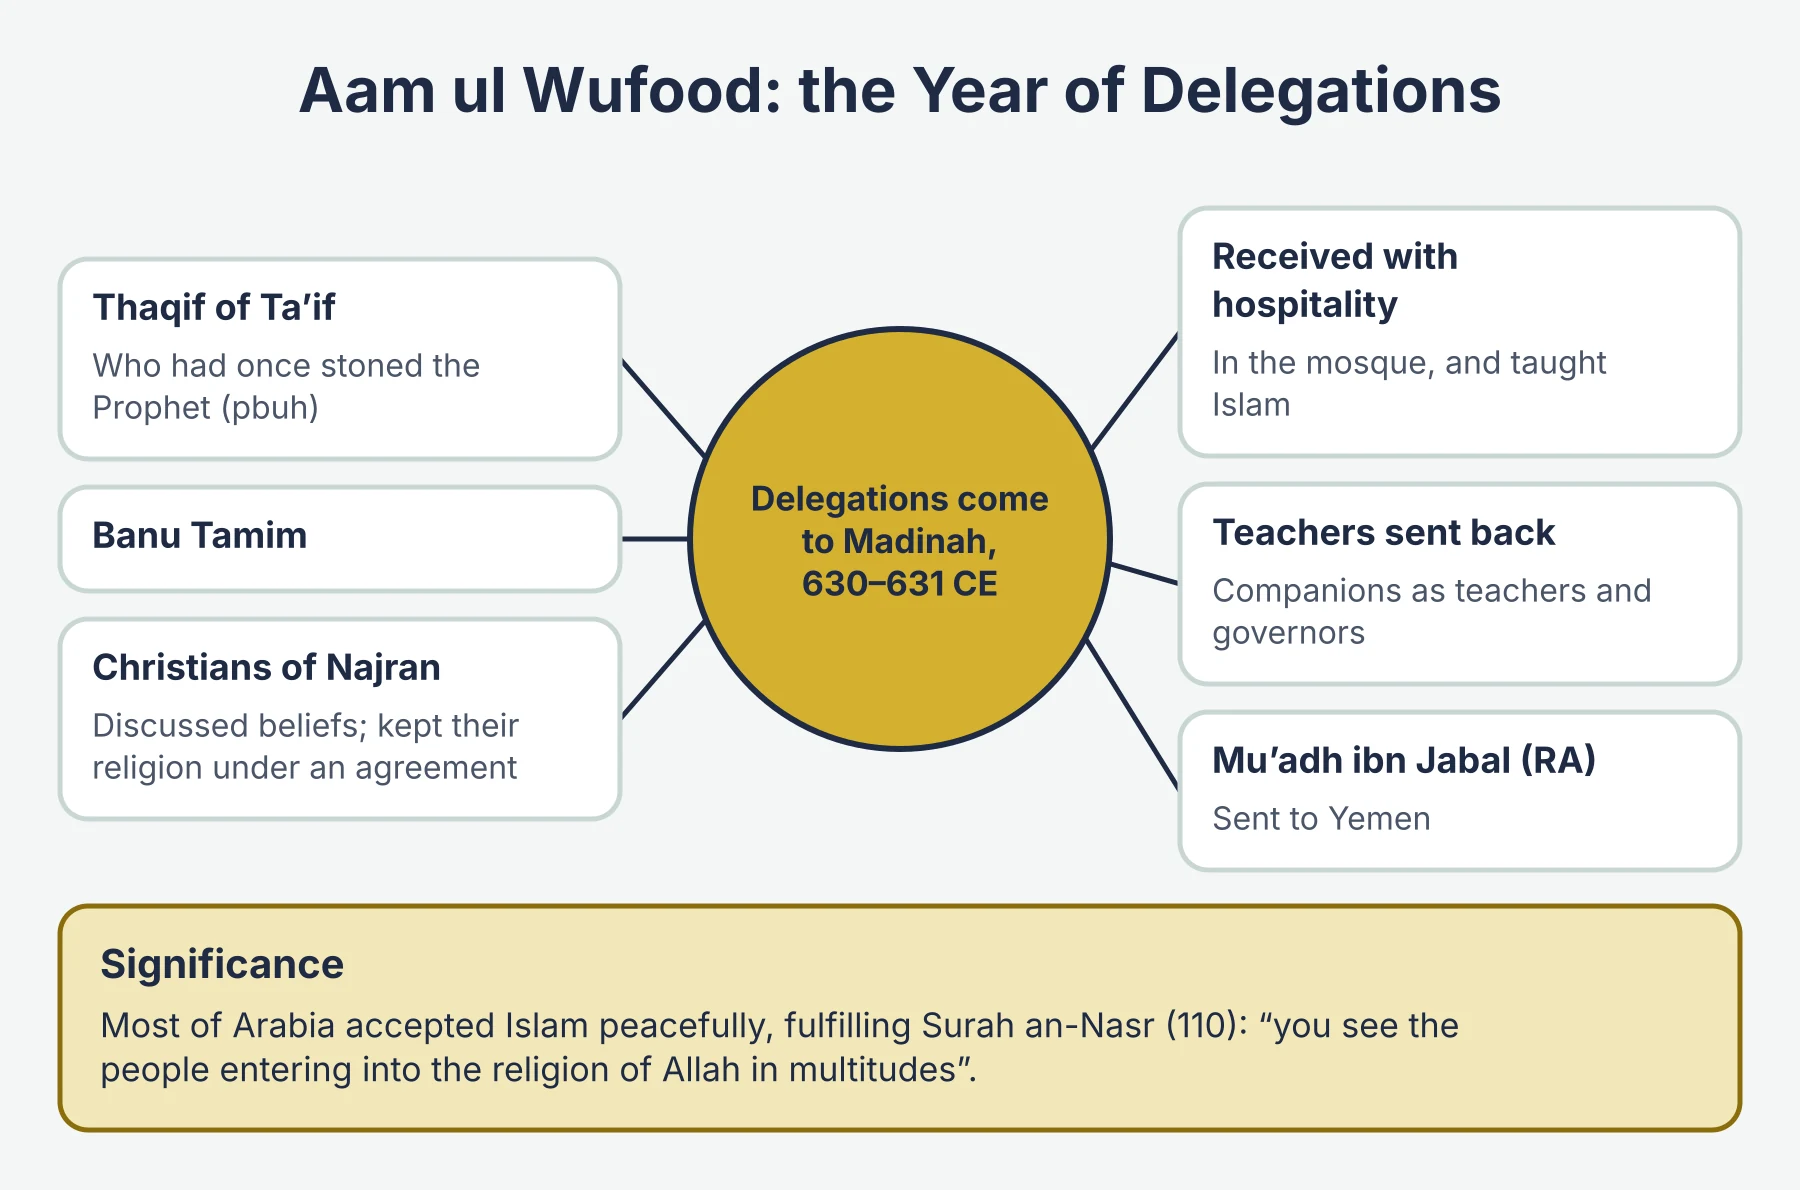 Aam ul Wufood: the Year of Delegations
Thaqif of Ta’if
Who had once stoned the
Prophet (pbuh)
Banu Tamim
Christians of Najran
Discussed beliefs; kept their
religion under an agreement
Delegations come
to Madinah,
630–631 CE
Received with
hospitality
In the mosque, and taught
Islam
Teachers sent back
Companions as teachers and
governors
Mu’adh ibn Jabal (RA)
Sent to Yemen
Significance
Most of Arabia accepted Islam peacefully, fulfilling Surah an-Nasr (110): “you see the
people entering into the religion of Allah in multitudes”.